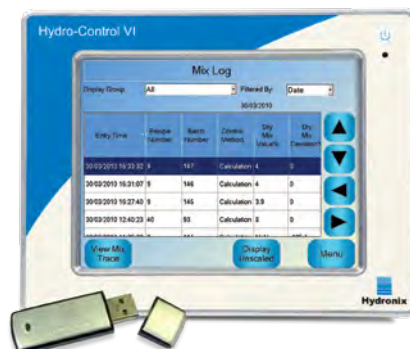 Hydro-Control VI
Mix Log
Display Group: All Filtered By: Date
30/03/2010
Entry Time Recipe Number Batch Number Control Method Dry Mix Value% Dry Mix Deviation%
30/03/2010 16:33:32 9 147 Calculation 4 0
30/03/2010 16:31:07 9 146 Calculation 4 0
30/03/2010 16:27:40 9 145 Calculation 3.9 0
30/03/2010 12:40:23 40 93 Calculation 8 0
View Mix Trace
Display Unscaled
Menu
Hydronix